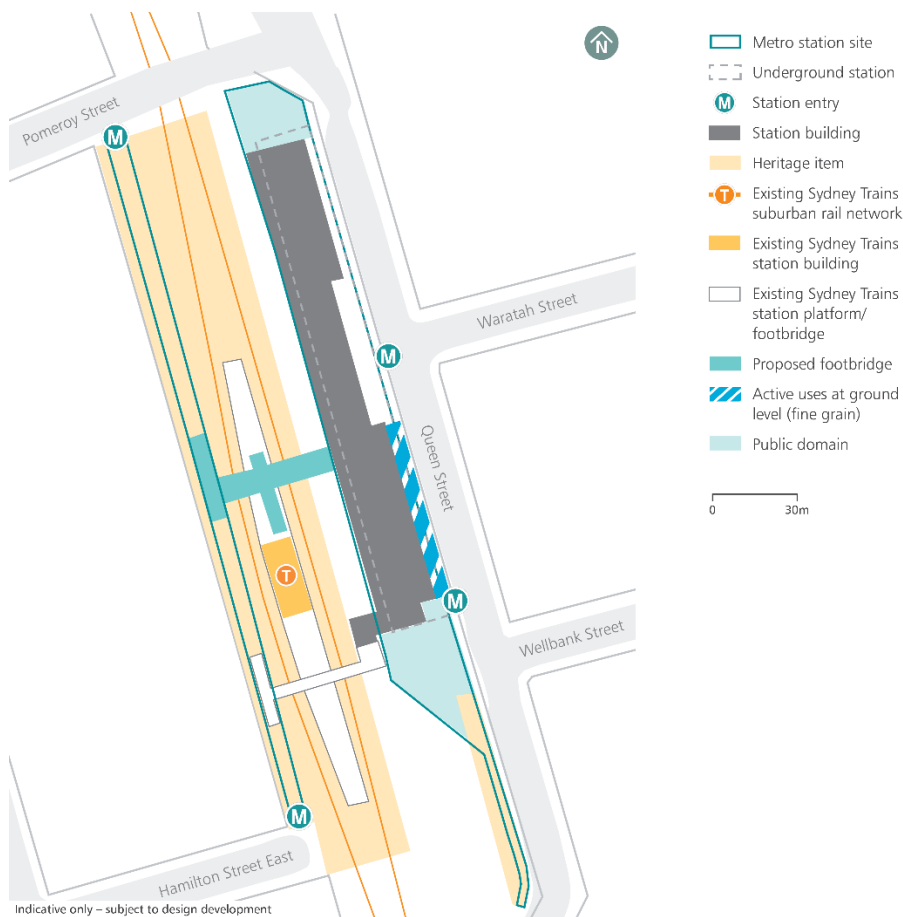 N
Metro station site
Underground station
M
Station entry
Station building
Heritage item
T
Existing Sydney Trains
suburban rail network
Existing Sydney Trains
station building
Existing Sydney Trains
station platform/
footbridge
Proposed footbridge
Active uses at ground
level (fine grain)
Public domain
0 30m
Pomeroy Street
M
Waratah Street
M
Queen Street
T
M
Wellbank Street
M
Hamilton Street East
Indicative only – subject to design development